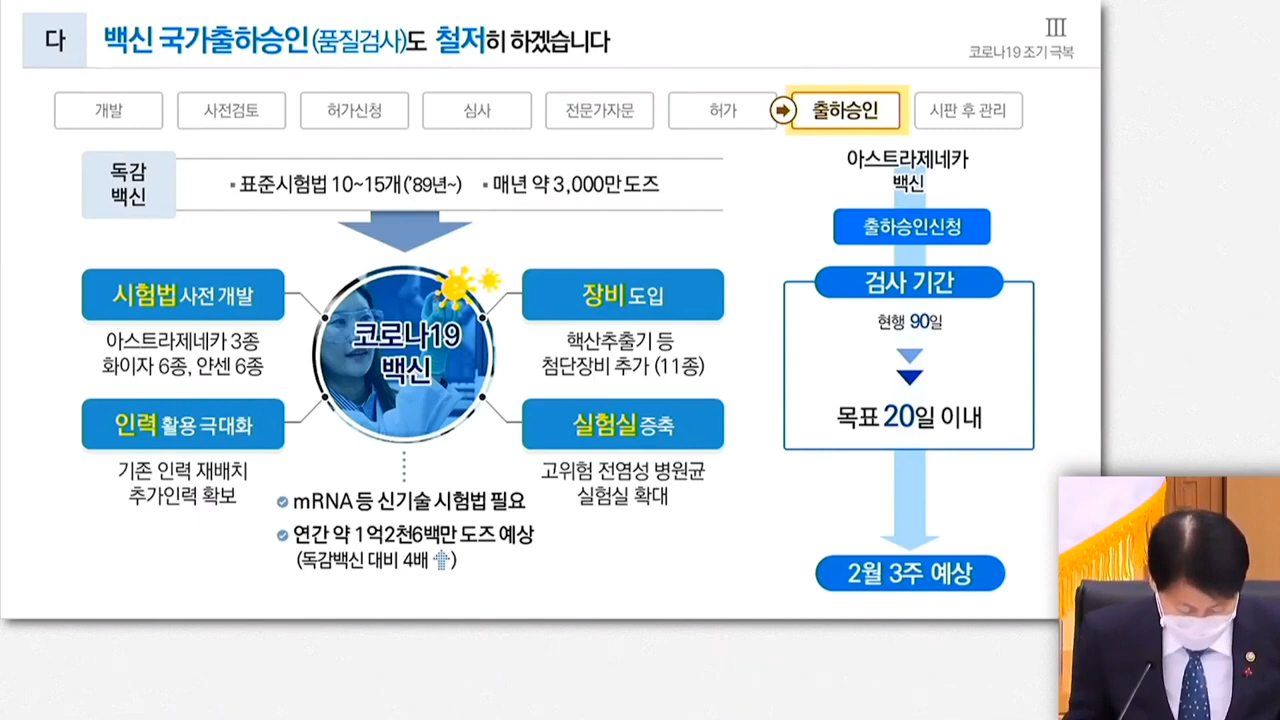 다
백신 국가출하승인(품질검사)도 철저히 하겠습니다
Ⅲ
코로나19 조기 극복
개발
사전검토
허가신청
심사
전문가자문
허가
출하승인
시판 후 관리
독감
백신
▪ 표준시험법 10~15개('89년~) ▪ 매년 약 3,000만 도즈
시험법 사전 개발
아스트라제네카 3종
화이자 6종, 얀센 6종
인력 활용 극대화
기존 인력 재배치
추가인력 확보
코로나19
백신
장비 도입
핵산추출기 등
첨단장비 추가 (11종)
실험실 증축
고위험 전염성 병원균
실험실 확대
mRNA 등 신기술 시험법 필요
연간 약 1억2천6백만 도즈 예상
(독감백신 대비 4배 ⇧)
아스트라제네카
백신
출하승인신청
검사 기간
현행 90일
목표 20일 이내
2월 3주 예상